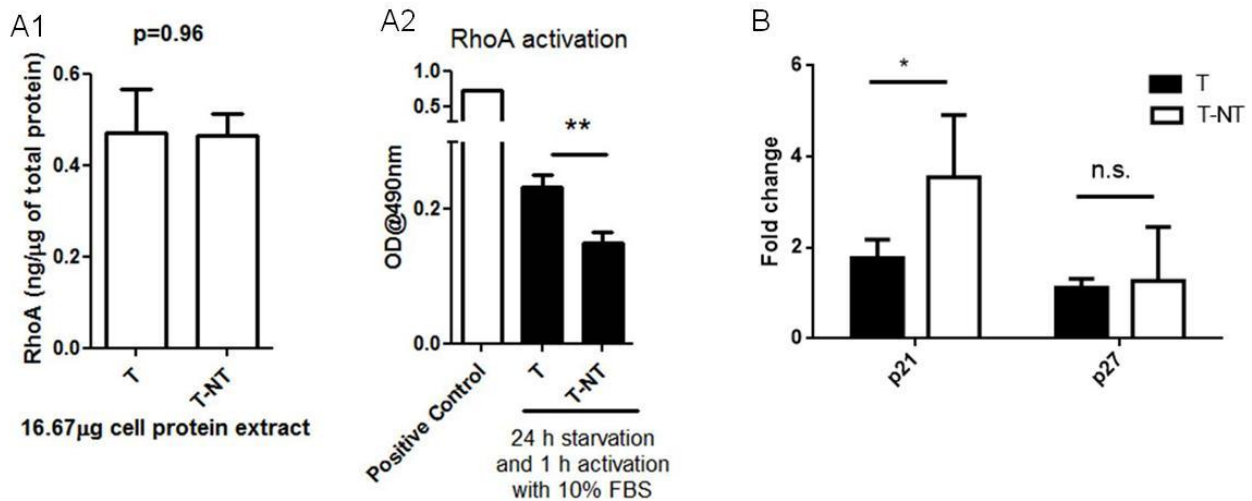 A1
p=0.96
RhoA (ng/μg of total protein)
0.6
0.4
0.2
0.0
T
T-NT
16.67μg cell protein extract
A2
RhoA activation
OD@490nm
1.0
0.5
0.2
0.0
**
Positive Control
T
T-NT
24 h starvation
and 1 h activation
with 10% FBS
B
Fold change
6
4
2
0
*
n.s.
T
T-NT
p21
p27